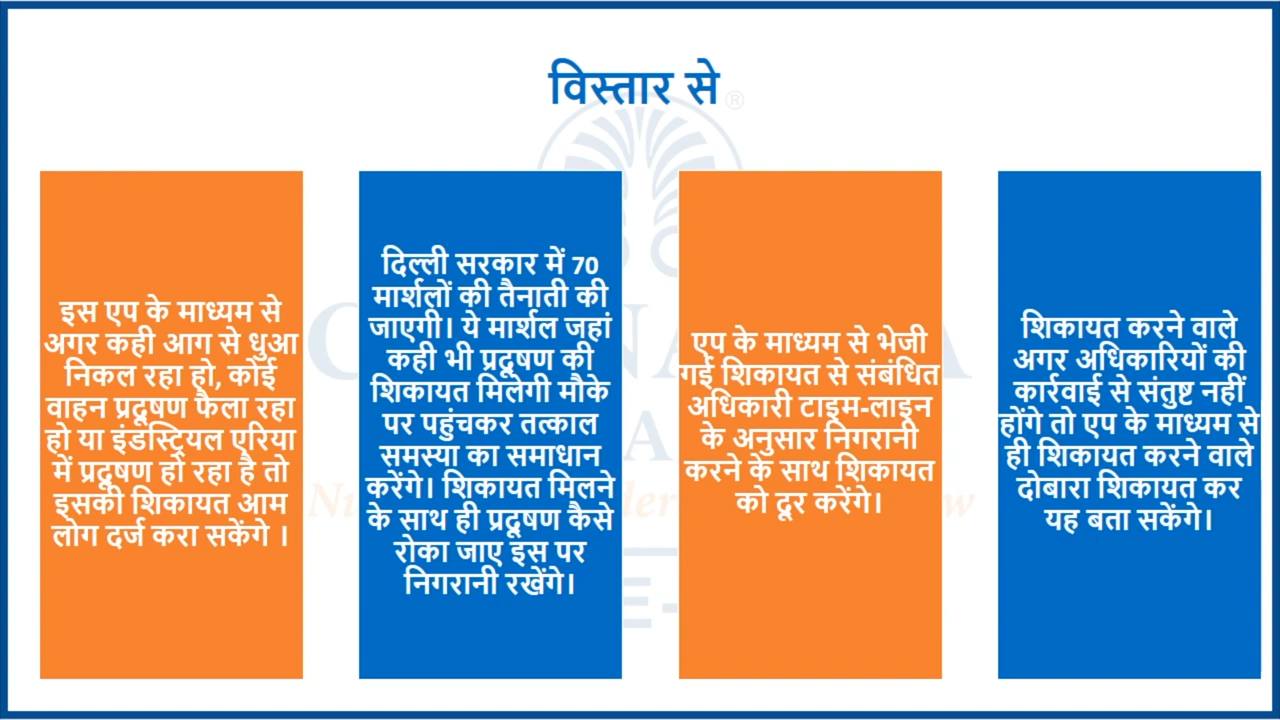 विस्तार से
®
इस एप के माध्यम से
अगर कही आग से धुआ
निकल रहा हो, कोई
वाहन प्रदूषण फैला रहा
हो या इंडस्ट्रियल एरिया
में प्रदूषण हो रहा है तो
इसकी शिकायत आम
लोग दर्ज करा सकेंगे ।
दिल्ली सरकार में 70
मार्शलों की तैनाती की
जाएगी। ये मार्शल जहां
कही भी प्रदूषण की
शिकायत मिलेगी मौके
पर पहुंचकर तत्काल
समस्या का समाधान
करेंगे। शिकायत मिलने
के साथ ही प्रदूषण कैसे
रोका जाए इस पर
निगरानी रखेंगे।
एप के माध्यम से भेजी
गई शिकायत से संबंधित
अधिकारी टाइम-लाइन
के अनुसार निगरानी
करने के साथ शिकायत
को दूर करेंगे।
शिकायत करने वाले
अगर अधिकारियों की
कार्रवाई से संतुष्ट नहीं
होंगे तो एप के माध्यम से
ही शिकायत करने वाले
दोबारा शिकायत कर
यह बता सकेंगे।